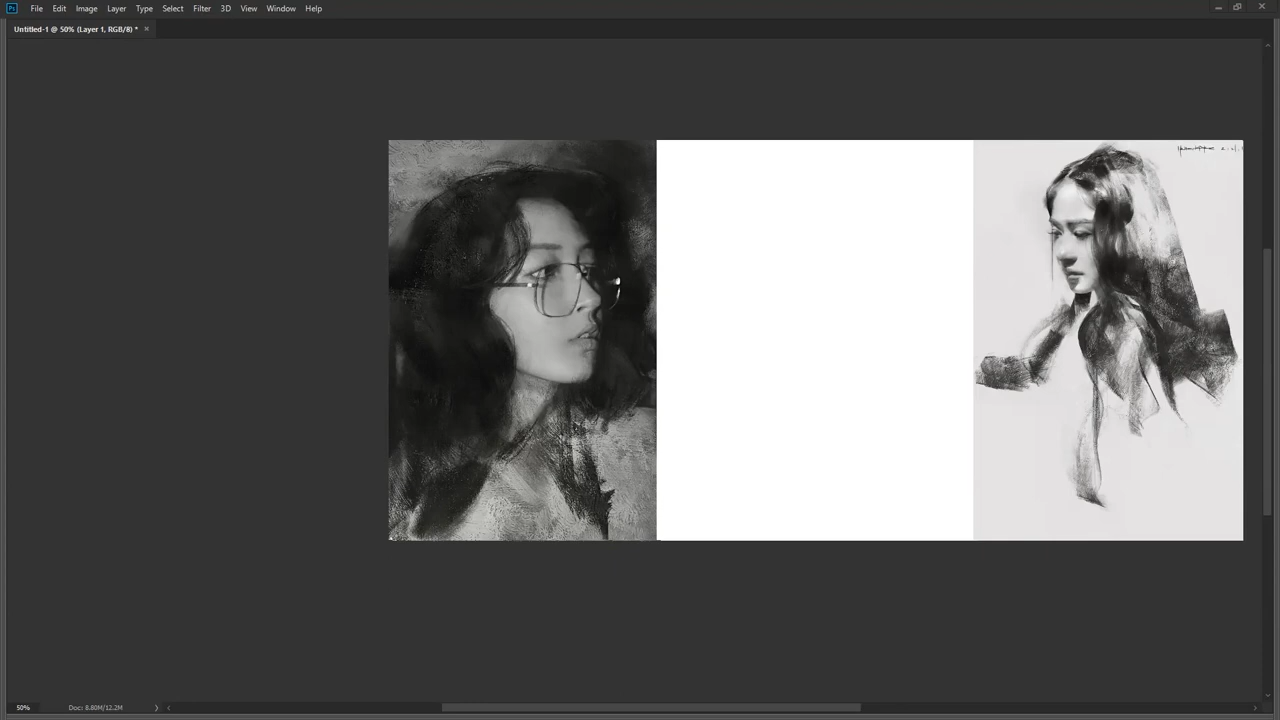 Ps File Edit Image Layer Type Select Filter 3D View Window Help
Untitled-1 @ 50% (Layer 1, RGB/8) *
50% Doc: 8.80M/12.2M